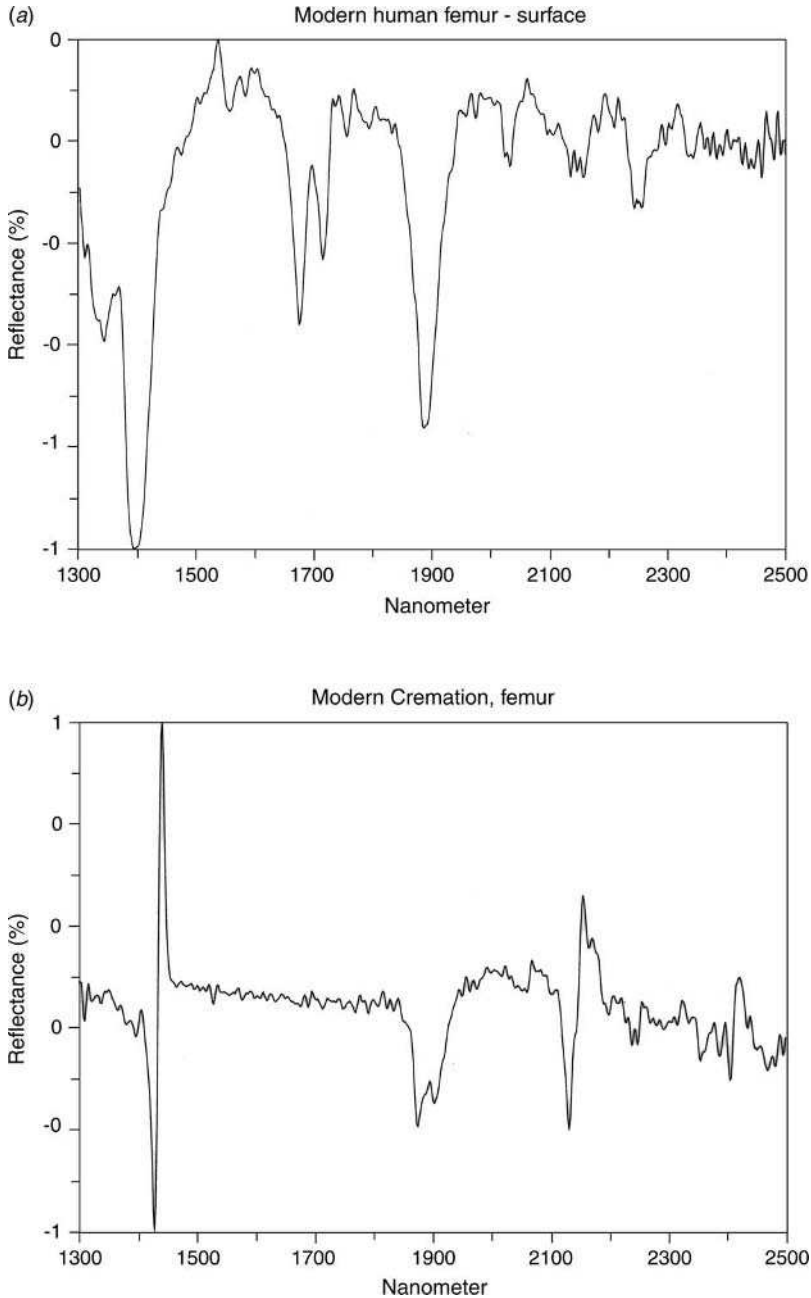 (a)
Modern human femur - surface
0
0
-0
-0
-1
-1
Reflectance (%)
1300 1500 1700 1900 2100 2300 2500
Nanometer
(b)
Modern Cremation, femur
1
0
0
0
-0
-1
Reflectance (%)
1300 1500 1700 1900 2100 2300 2500
Nanometer